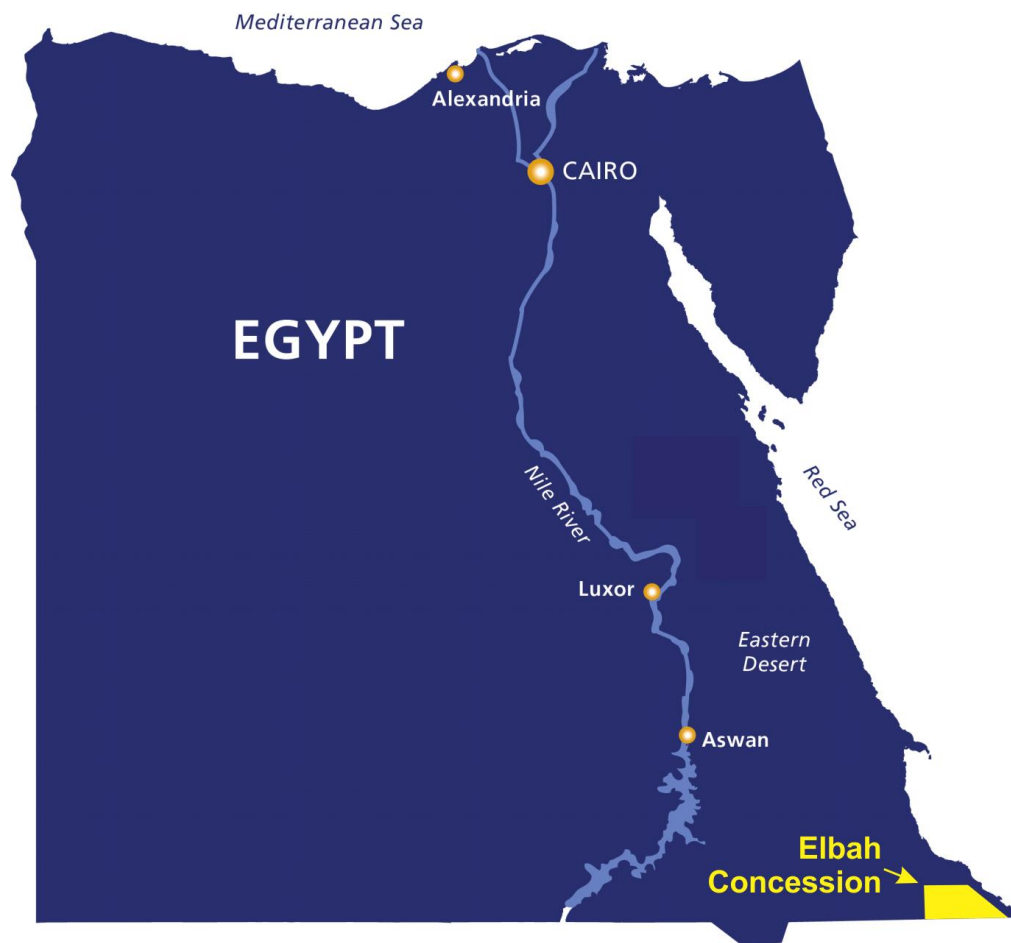 Mediterranean Sea
Alexandria
CAIRO
EGYPT
Nile River
Red Sea
Luxor
Eastern
Desert
Aswan
Elbah
Concession